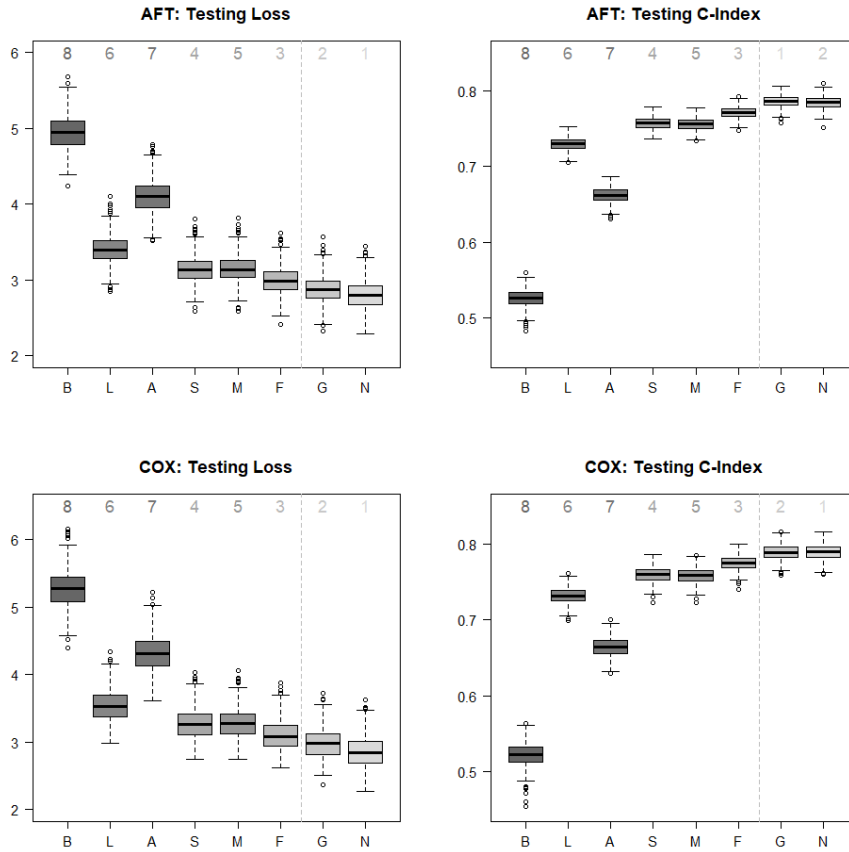 AFT: Testing Loss
8 6 7 4 5 3 2 1
6
5
4
3
2
B L A S M F G N
AFT: Testing C-Index
8 6 7 4 5 3 1 2
0.8
0.7
0.6
0.5
B L A S M F G N
COX: Testing Loss
8 6 7 4 5 3 2 1
6
5
4
3
2
B L A S M F G N
COX: Testing C-Index
8 6 7 4 5 3 2 1
0.8
0.7
0.6
0.5
B L A S M F G N